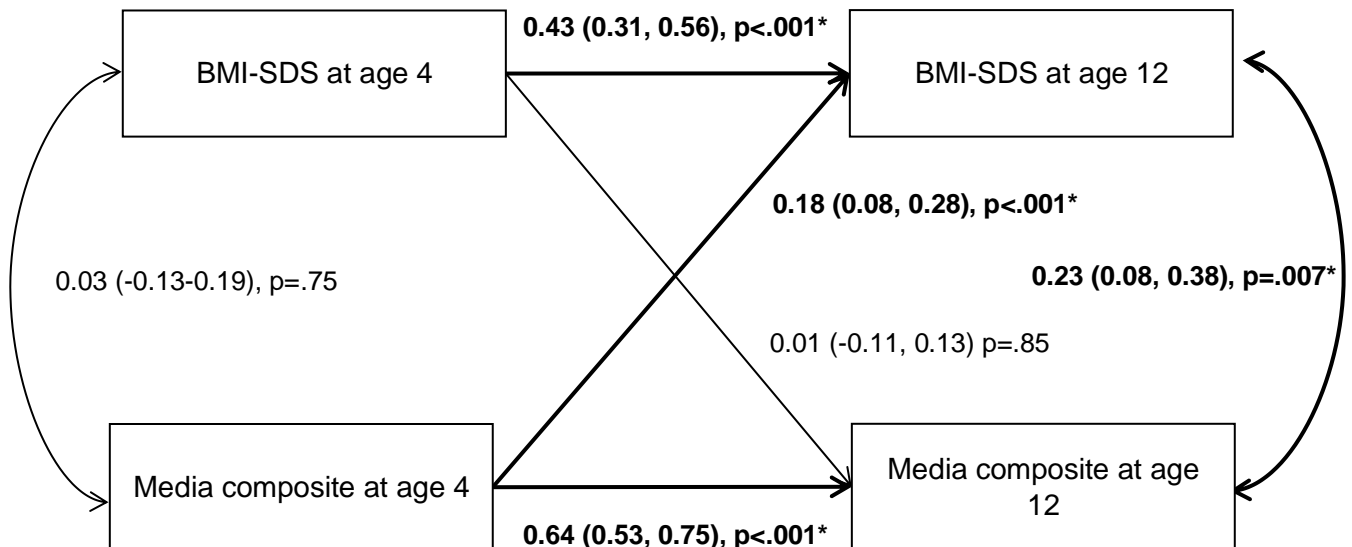 0.43 (0.31, 0.56), p<.001*
BMI-SDS at age 4
BMI-SDS at age 12
0.18 (0.08, 0.28), p<.001*
0.03 (-0.13-0.19), p=.75
0.23 (0.08, 0.38), p=.007*
0.01 (-0.11, 0.13) p=.85
Media composite at age 4
Media composite at age
12
0.64 (0.53, 0.75), p<.001*